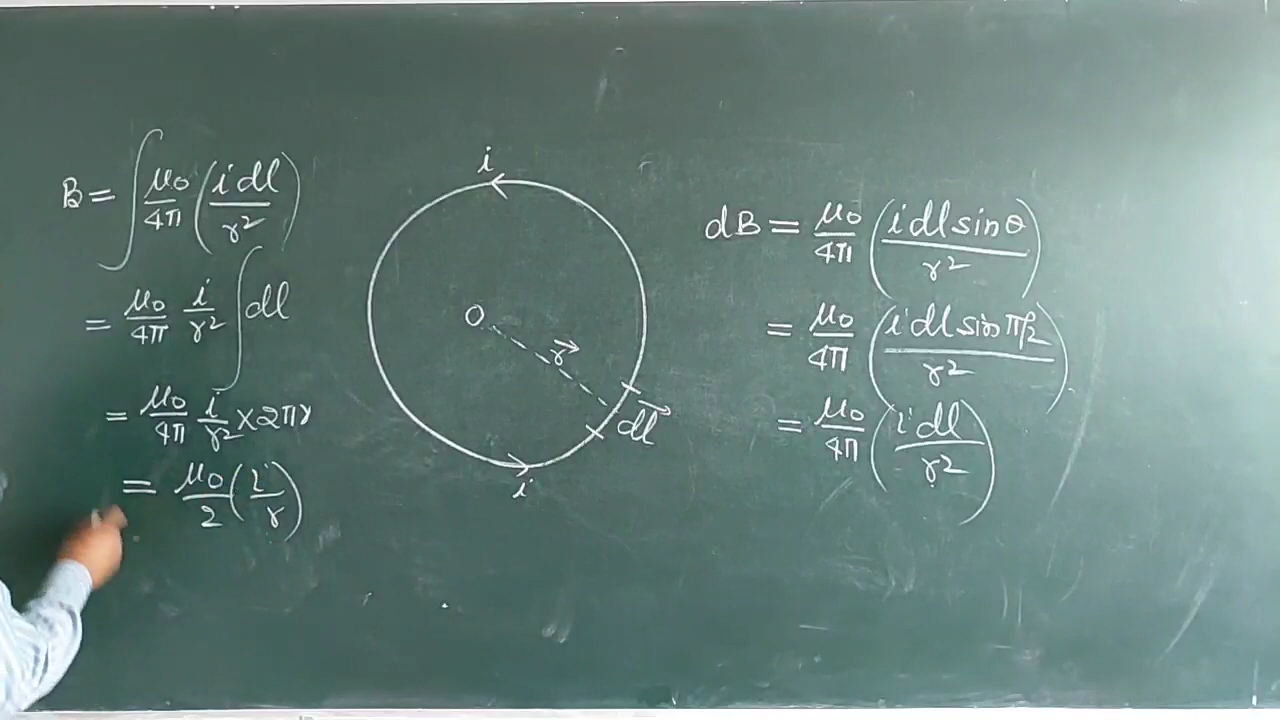 B = ∫ μ₀/4π (i dl/r²)
= μ₀/4π i/r² ∫ dl
= μ₀/4π i/r² × 2πr
= μ₀/2 (i/r)
i
O
r⃗
dl⃗
i
dB = μ₀/4π (i dl sinθ/r²)
= μ₀/4π (i dl sin π/2/r²)
= μ₀/4π (i dl/r²)